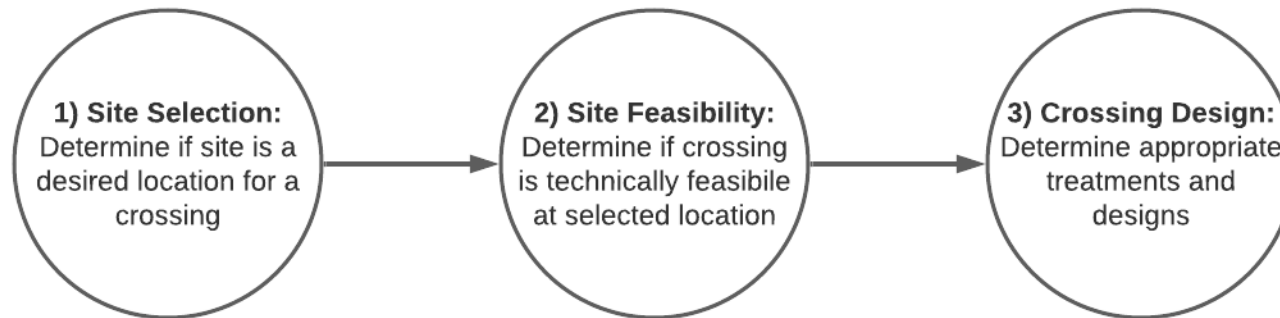 1) Site Selection:
Determine if site is a
desired location for a
crossing
2) Site Feasibility:
Determine if crossing
is technically feasibile
at selected location
3) Crossing Design:
Determine appropriate
treatments and
designs